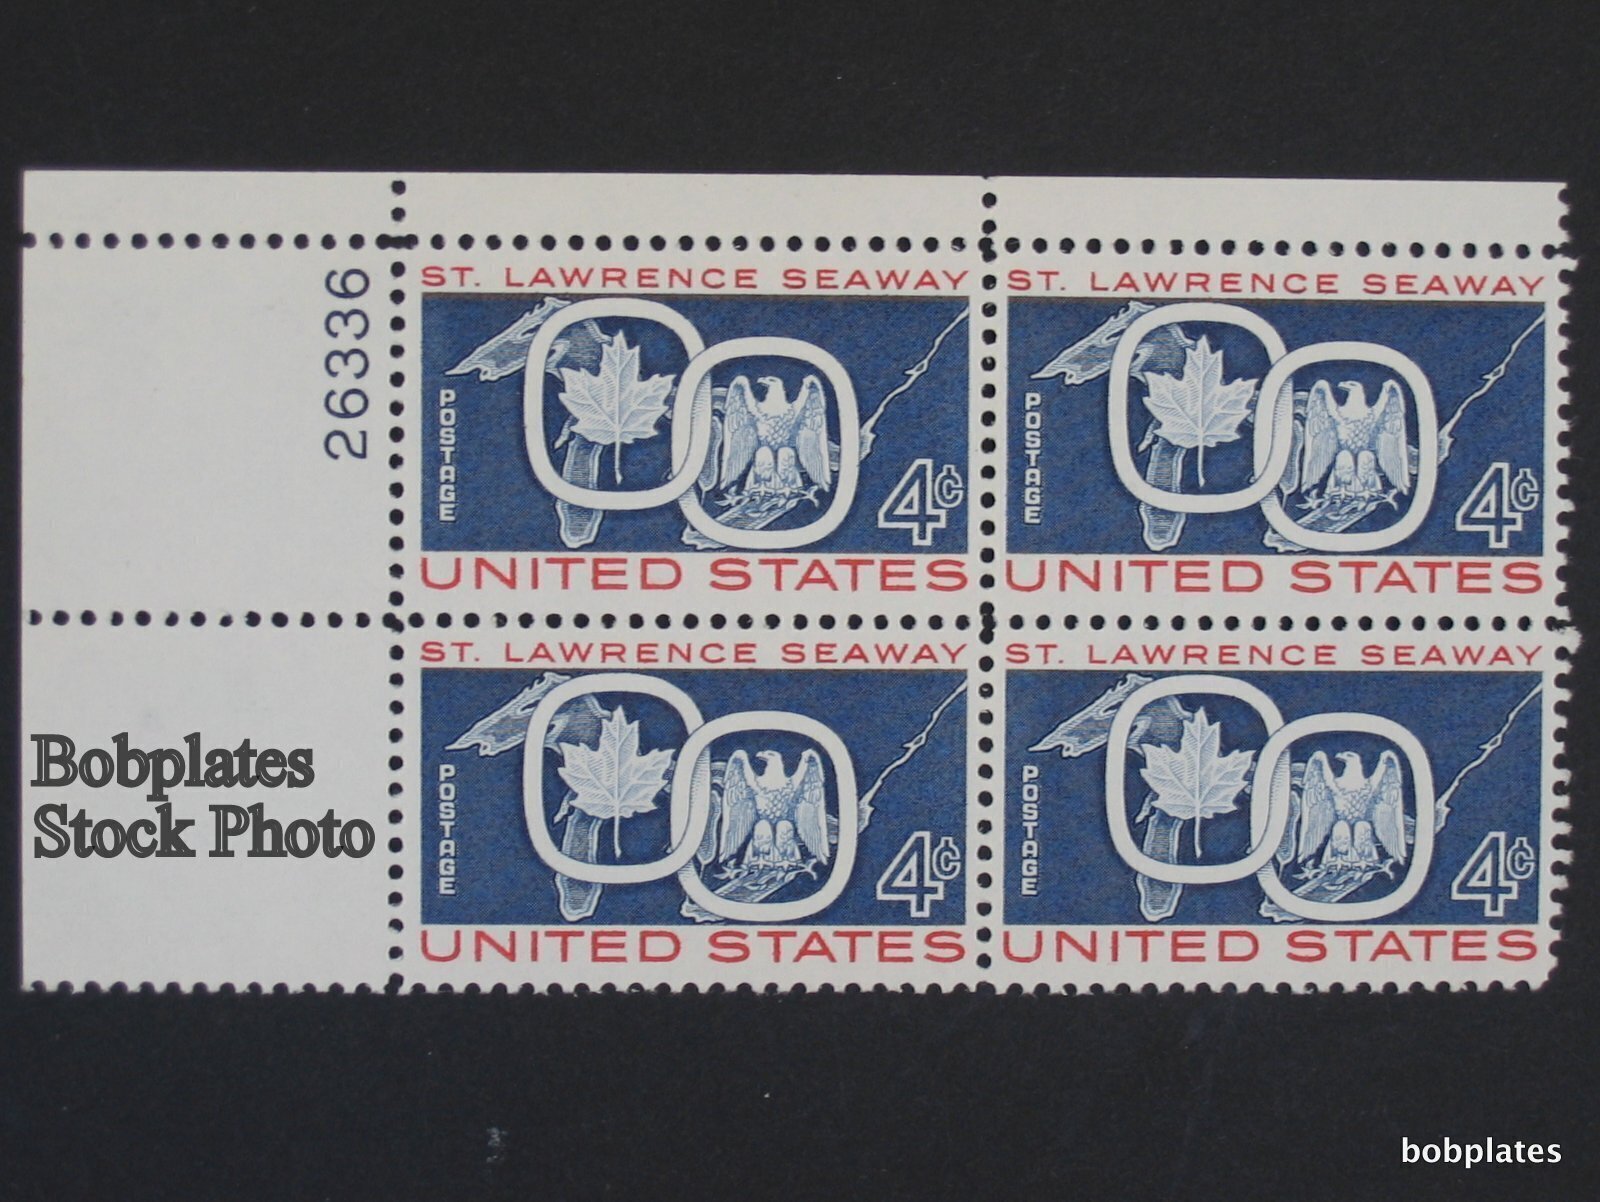 26336
ST. LAWRENCE SEAWAY
POSTAGE
4¢
UNITED STATES
ST. LAWRENCE SEAWAY
POSTAGE
4¢
UNITED STATES
ST. LAWRENCE SEAWAY
POSTAGE
4¢
UNITED STATES
ST. LAWRENCE SEAWAY
POSTAGE
4¢
UNITED STATES
Bobplates
Stock Photo
bobplates